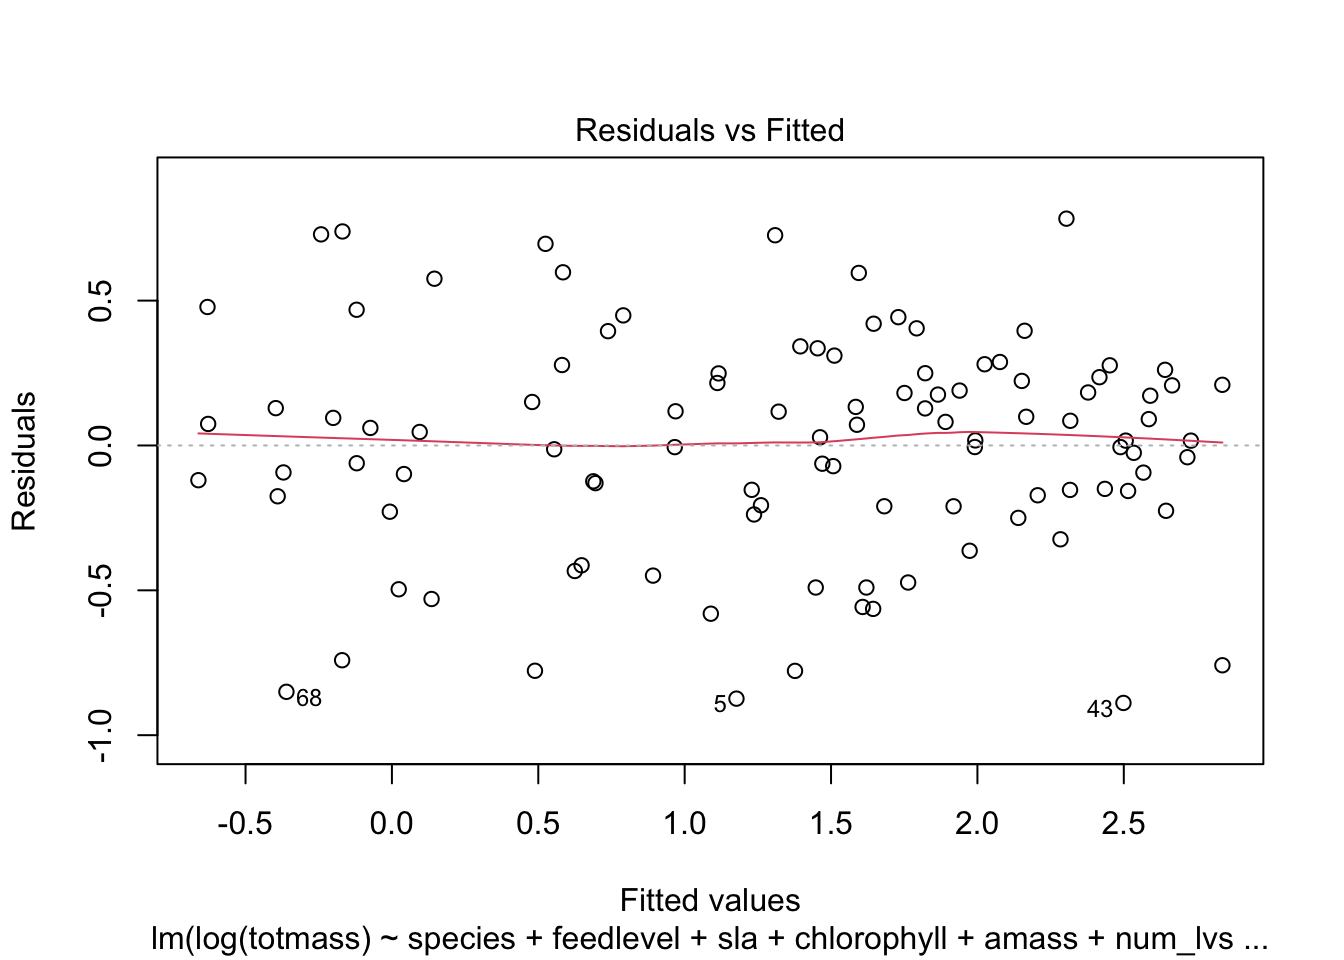 Residuals vs Fitted
Residuals
0.5
0.0
-0.5
-1.0
68
5
43
-0.5 0.0 0.5 1.0 1.5 2.0 2.5
Fitted values
lm(log(totmass) ~ species + feedlevel + sla + chlorophyll + amass + num_lvs ...